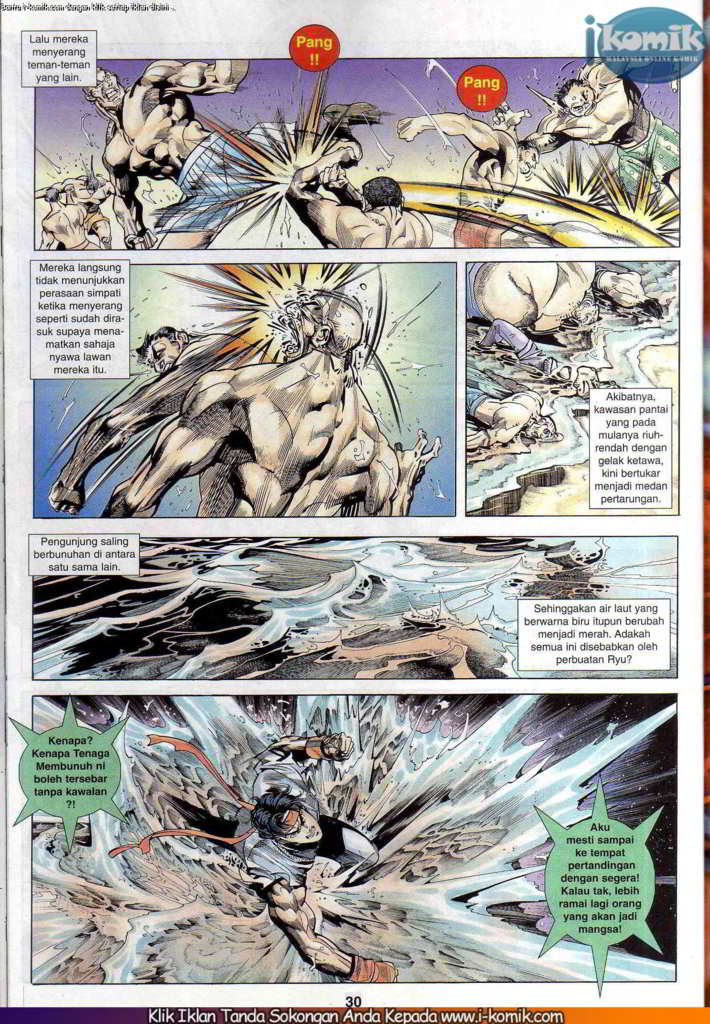 Lalu mereka
menyerang
teman-teman
yang lain.
Pang
!!
Pang
!!
ikomik
MALAYSIA ONLINE KOMIK
Mereka langsung
tidak menunjukkan
perasaan simpati
ketika menyerang
seperti sudah dira-
suk supaya mena-
matkan sahaja
nyawa lawan
mereka itu.
Akibatnya,
kawasan pantai
yang pada
mulanya riuh-
rendah dengan
gelak ketawa,
kini bertukar
menjadi medan
pertarungan.
Pengunjung saling
berbunuhan di antara
satu sama lain.
Sehinggakan air laut yang
berwarna biru itupun berubah
menjadi merah. Adakah
semua ini disebabkan oleh
perbuatan Ryu?
Kenapa?
Kenapa Tenaga
Membunuh ni
boleh tersebar
tanpa kawalan
?!
Aku
mesti sampai
ke tempat
pertandingan
dengan segera!
Kalau tak, lebih
ramai lagi orang
yang akan jadi
mangsa!
30
Klik Iklan Tanda Sokongan Anda Kepada www.i-komik.com